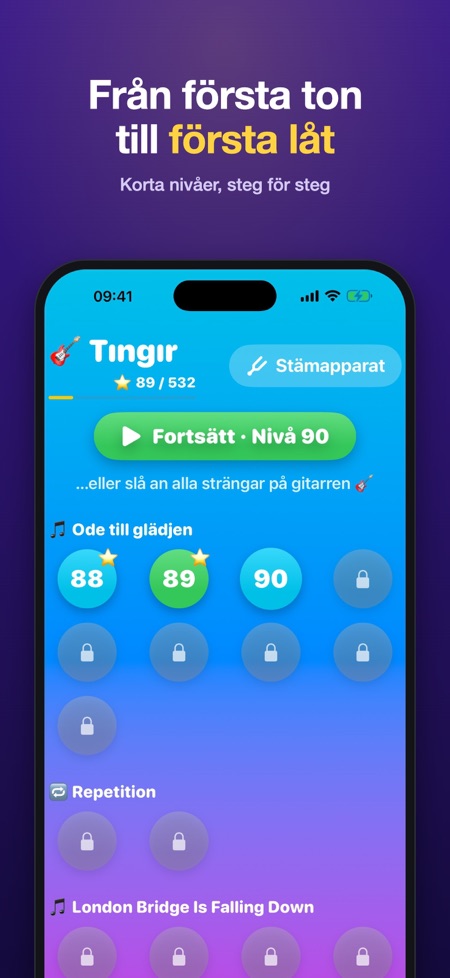 Från första ton
till första låt
Korta nivåer, steg för steg
09:41
🎸 Tıngır
⭐ 89 / 532
Stämapparat
Fortsätt · Nivå 90
...eller slå an alla strängar på gitarren 🎸
🎵 Ode till glädjen
88 89 90
🔁 Repetition
🎵 London Bridge Is Falling Down